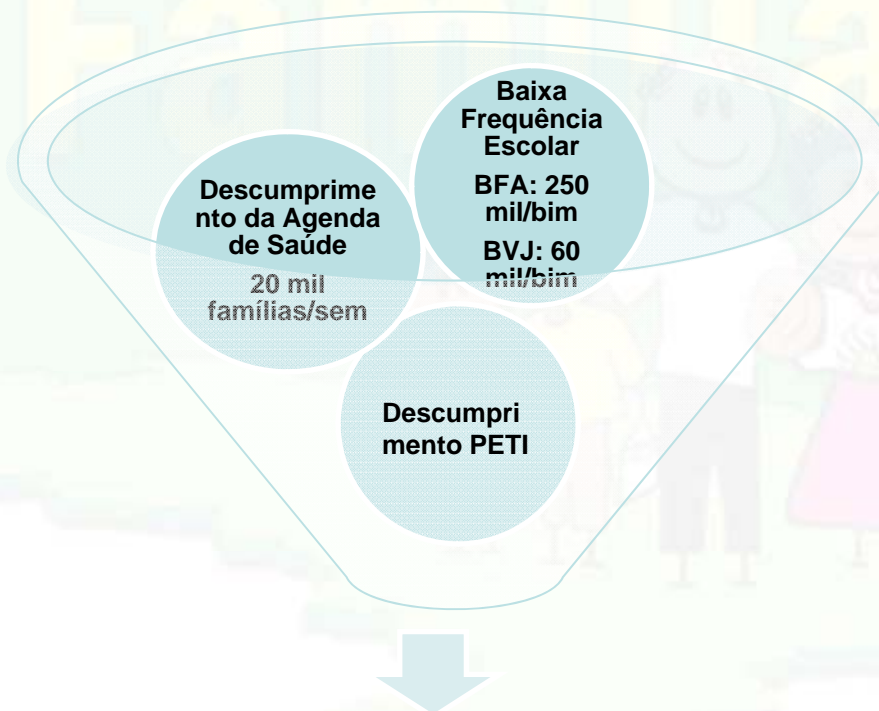 Baixa
Frequência
Escolar
BFA: 250
mil/bim
BVJ: 60
mil/bim
Descumprime
nto da Agenda
de Saúde
20 mil
famílias/sem
Descumpri
mento PETI